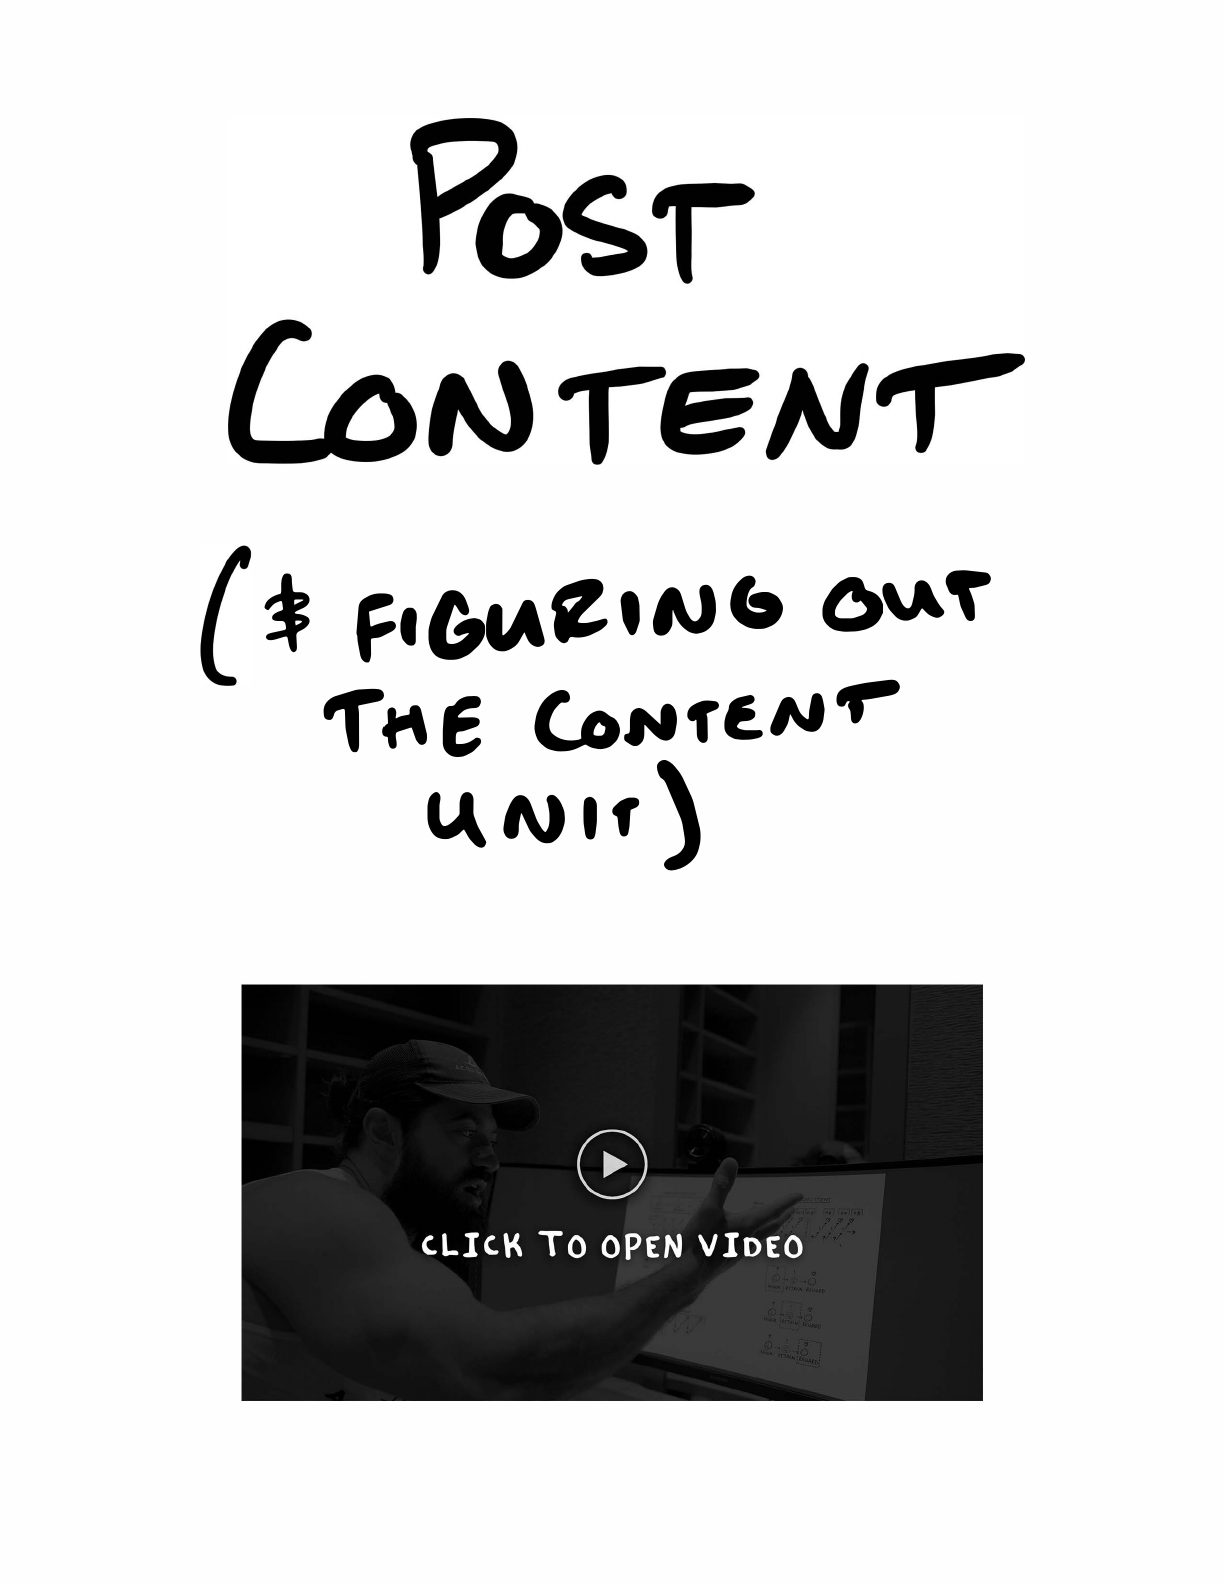 POST
CONTENT
(& FIGURING OUT
THE CONTENT
UNIT)
CLICK TO OPEN VIDEO